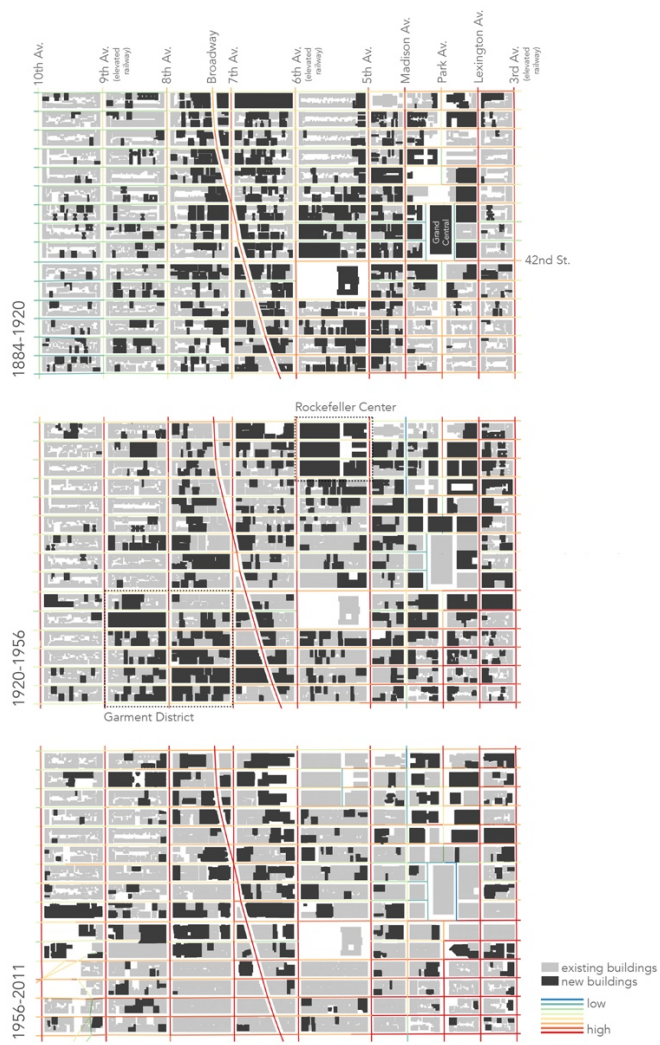 10th Av.
9th Av.
(elevated
railway)
8th Av.
Broadway
7th Av.
6th Av.
(elevated
railway)
5th Av.
Madison Av.
Park Av.
Lexington Av.
3rd Av.
(elevated
railway)
1884-1920
Grand
Central
42nd St.
Rockefeller Center
1920-1956
Garment District
1956-2011
existing buildings
new buildings
low
high